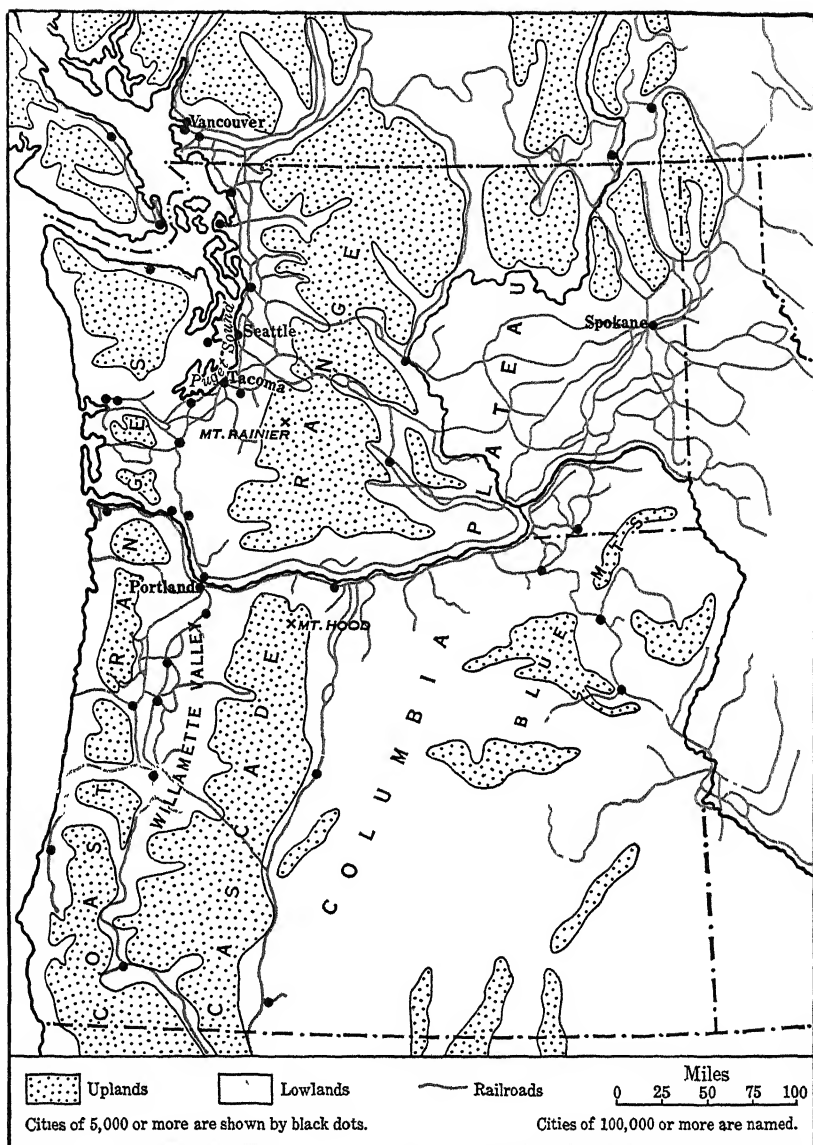 Vancouver
Seattle
Puget Sound
Tacoma
Spokane
MT. RAINIER
Portland
MT. HOOD
WILLAMETTE VALLEY
COAST RANGE
CASCADE RANGE
COLUMBIA PLATEAU
BLUE MTS
Uplands
Lowlands
Railroads
Miles
0 25 50 75 100
Cities of 5,000 or more are shown by black dots.
Cities of 100,000 or more are named.